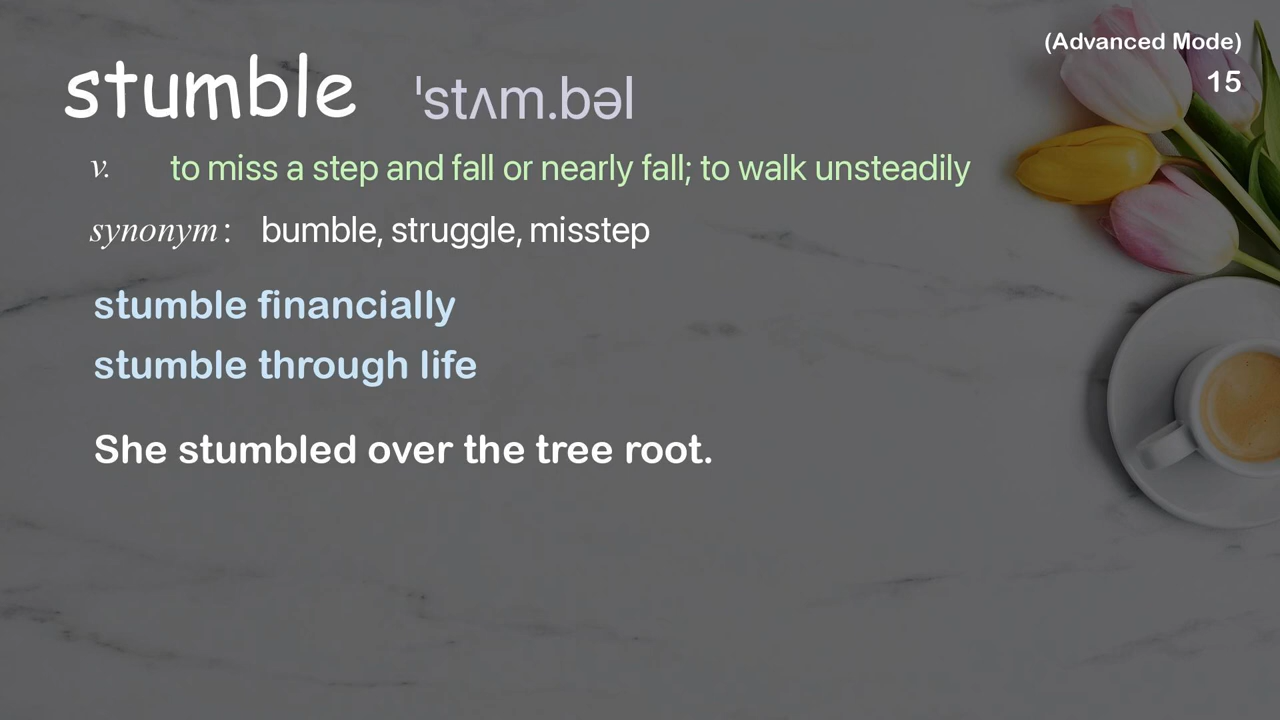 (Advanced Mode)
15
stumble ˈstʌm.bəl
v. to miss a step and fall or nearly fall; to walk unsteadily
synonym : bumble, struggle, misstep
stumble financially
stumble through life
She stumbled over the tree root.